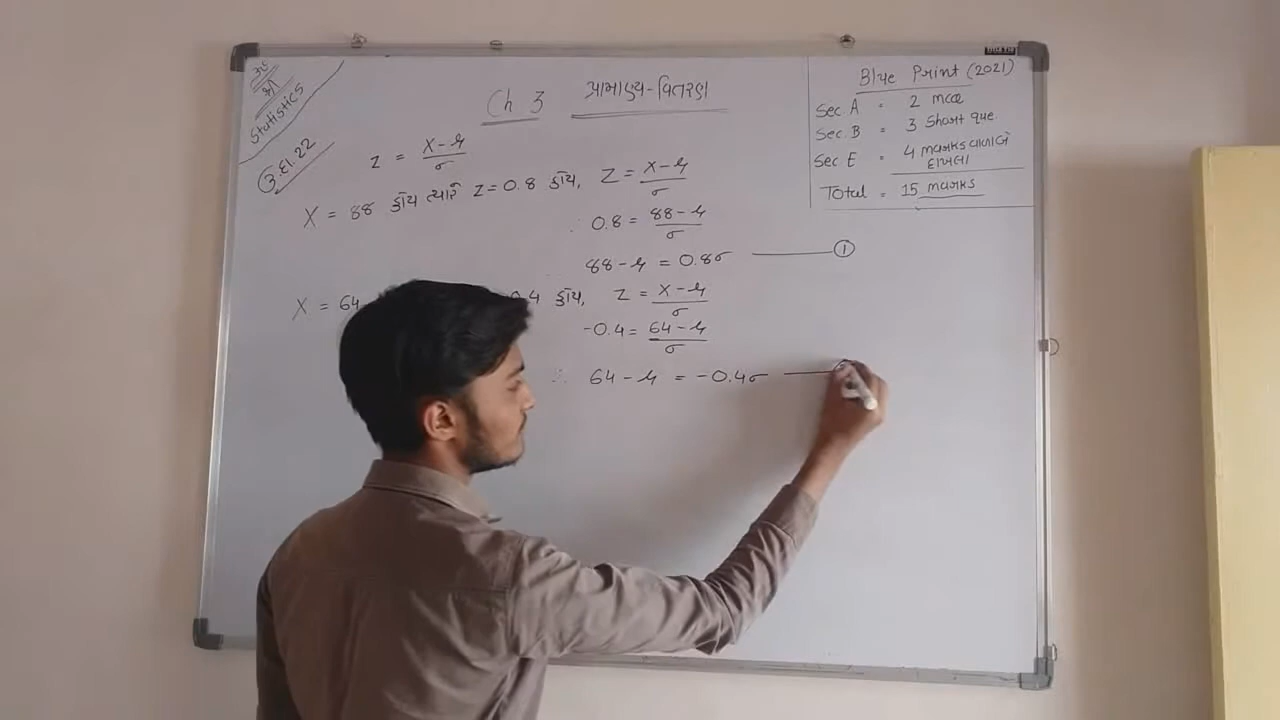 Statistics
ઉ.દા.22
Ch 3 પ્રામાણ્ય-વિતરણ
Z = X-μ/σ
X = 88 હોય ત્યારે Z=0.8 હોય, Z = X-μ/σ
∴ 0.8 = 88-μ/σ
88-μ = 0.8σ ①
X = 64 0.4 હોય, Z = X-μ/σ
-0.4 = 64-μ/σ
∴ 64-μ = -0.4σ
Blue Print (2021)
Sec A = 2 MCQ
Sec. B = 3 Short que
Sec E = 4 marks વાળા
દાખલા
Total = 15 marks